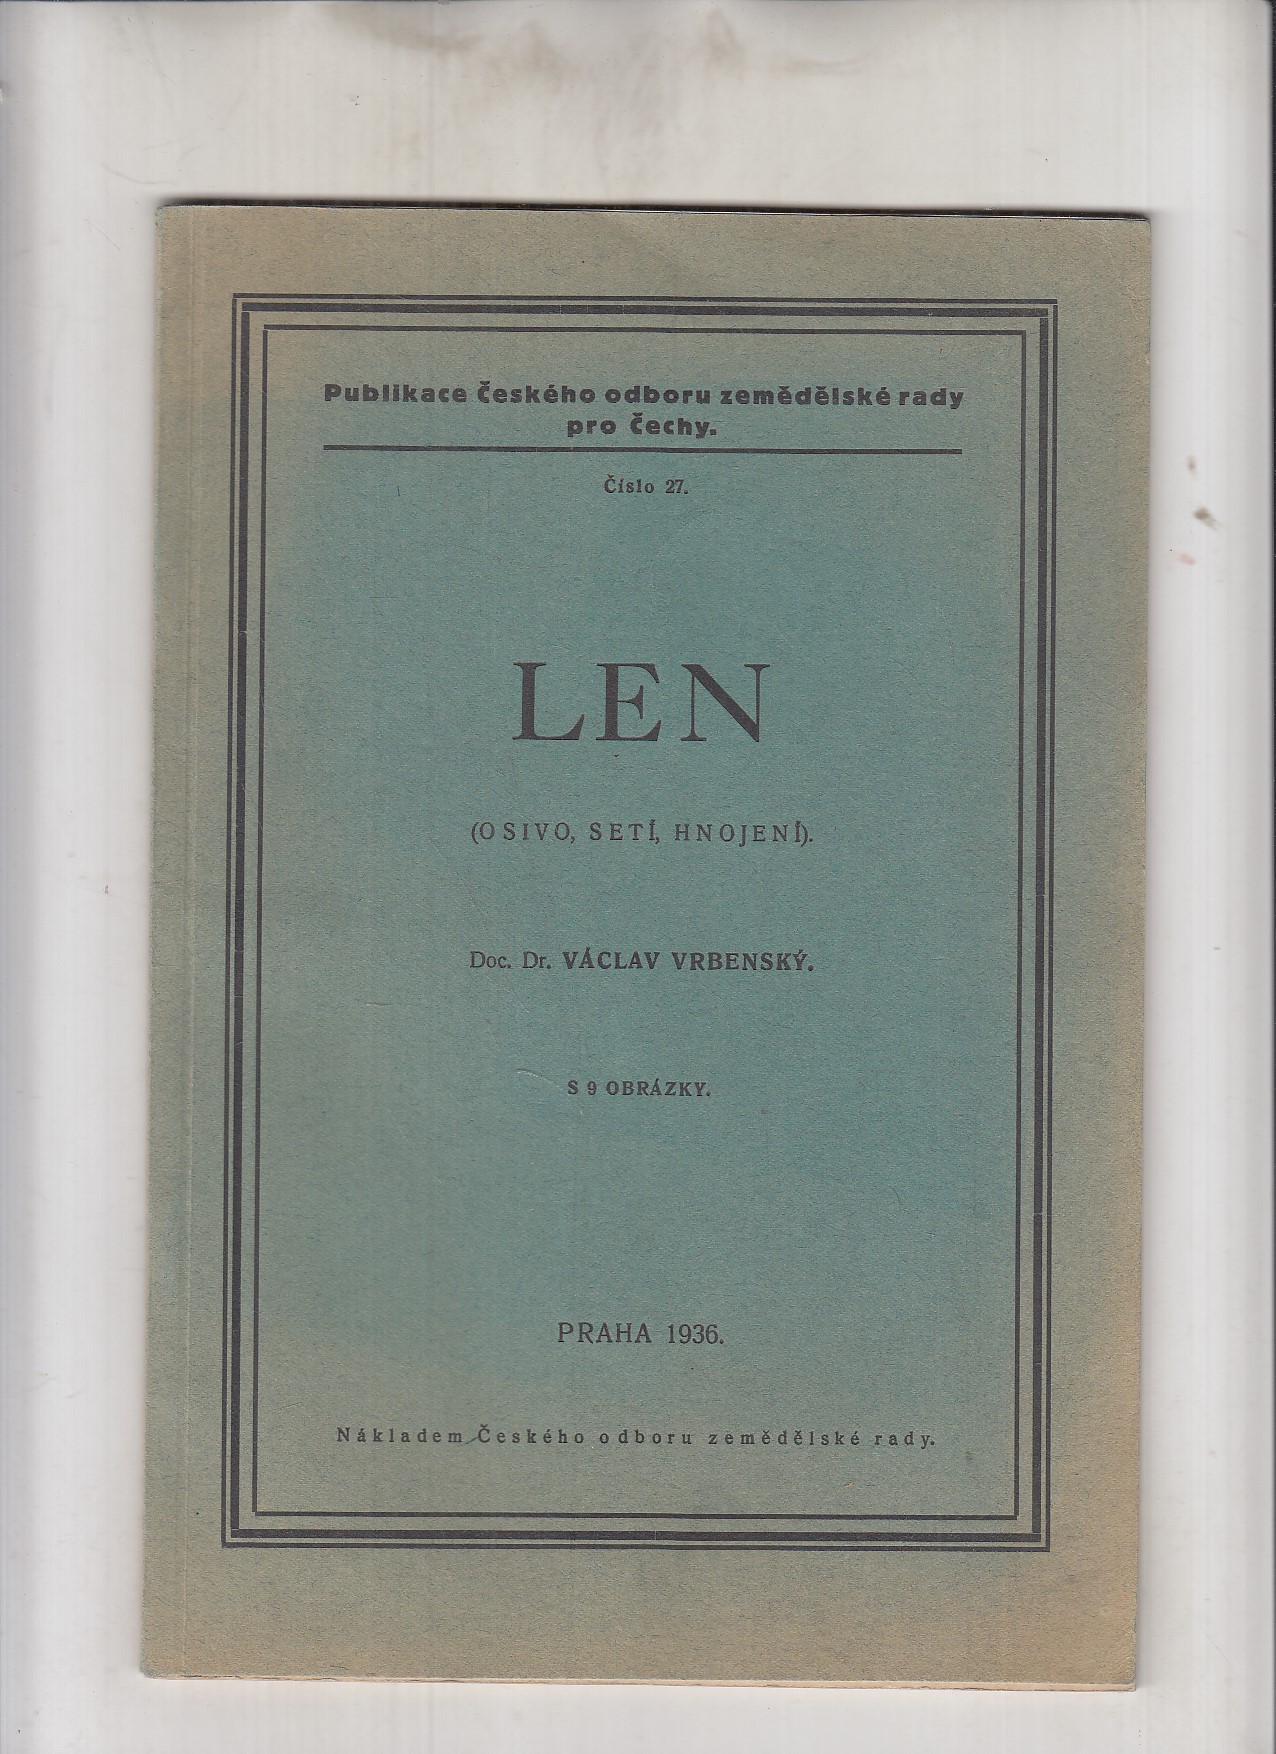 Publikace českého odboru zemědělské rady
pro Čechy.
Číslo 27.
LEN
(OSIVO, SETÍ, HNOJENÍ).
Doc. Dr. VÁCLAV VRBENSKÝ.
S 9 OBRÁZKY.
PRAHA 1936.
Nákladem Českého odboru zemědělské rady.